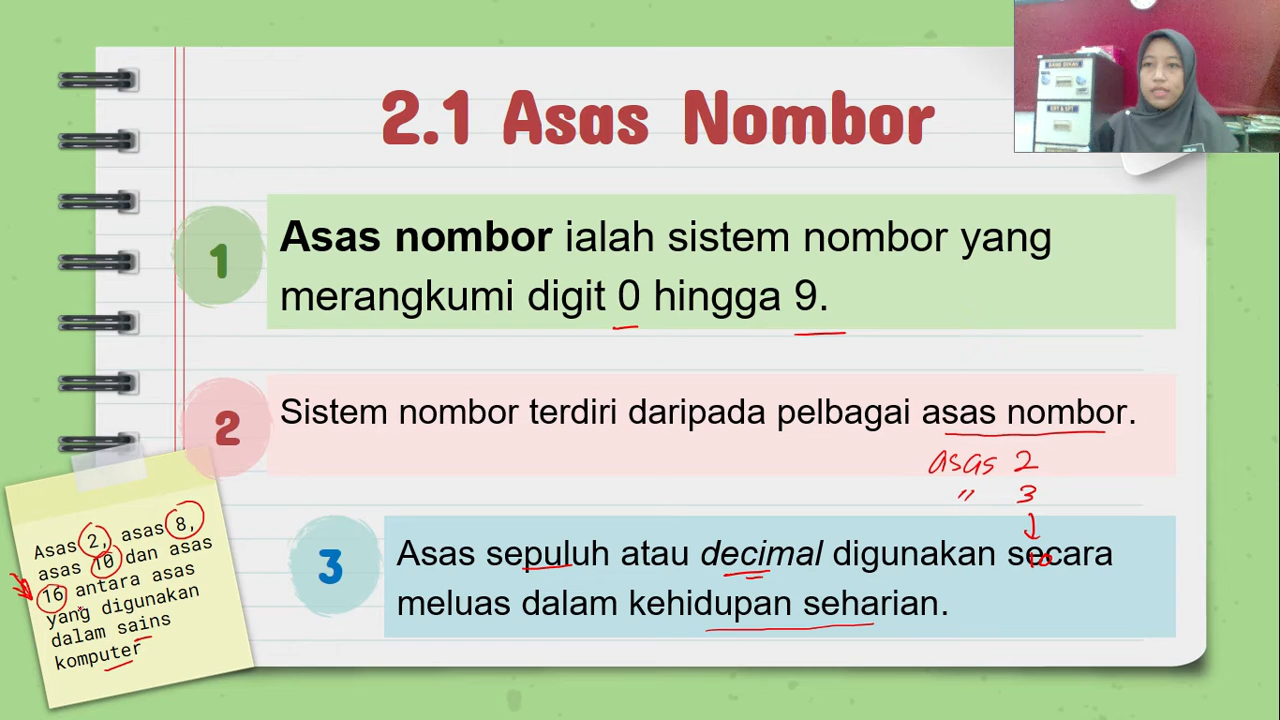 2.1 Asas Nombor
1
Asas nombor ialah sistem nombor yang
merangkumi digit 0 hingga 9.
2
Sistem nombor terdiri daripada pelbagai asas nombor.
asas 2
" 3
↓
10
3
Asas sepuluh atau decimal digunakan secara
meluas dalam kehidupan seharian.
Asas 2, asas 8,
asas 10 dan asas
16 antara asas
yang digunakan
dalam sains
komputer